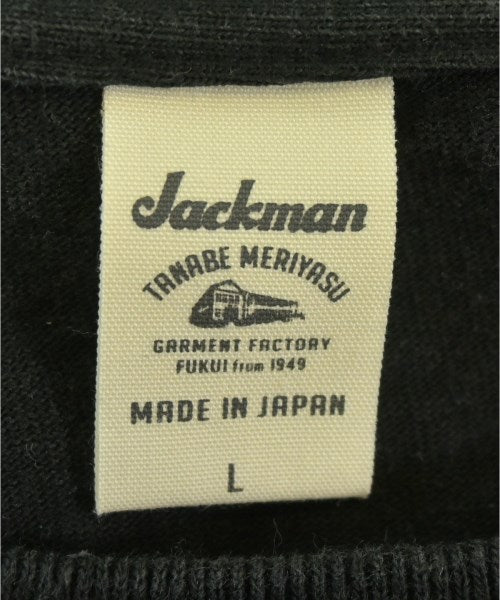 Jackman
TANABE MERIYASU
GARMENT FACTORY
FUKUI from 1949
MADE IN JAPAN
L